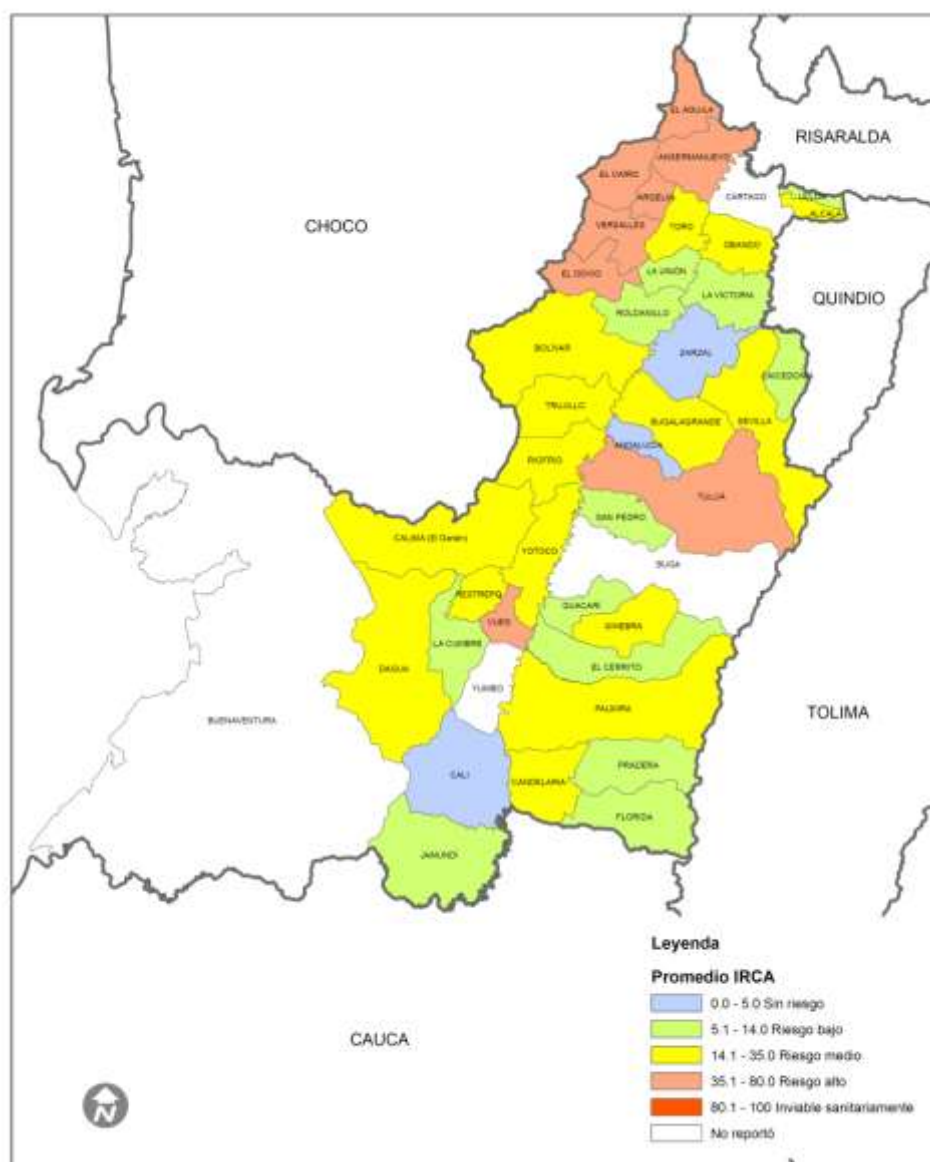 EL AGUILA
RISARALDA
ANSERMANUEVO
EL CAIRO
CARTAGO
ARGELIA
ALCALA
CHOCO
VERSALLES
TORO
OBANDO
EL DOVIO
LA UNIÓN
LA VICTORIA
QUINDIO
ROLDANILLO
BOLIVAR
ZARZAL
CAICEDONIA
TRUJILLO
BUGALAGRANDE
SEVILLA
ANDALUCIA
RIOFRIO
TULUA
SAN PEDRO
CALIMA (El Darién)
YOTOCO
BUGA
RESTREPO
GUACARI
VIJES
GINEBRA
LA CUMBRE
DAGUA
EL CERRITO
YUMBO
PALMIRA
TOLIMA
BUENAVENTURA
CALI
CANDELARIA
PRADERA
FLORIDA
JAMUNDI
CAUCA
Leyenda
Promedio IRCA
0.0 - 5.0 Sin riesgo
5.1 - 14.0 Riesgo bajo
14.1 - 35.0 Riesgo medio
35.1 - 80.0 Riesgo alto
80.1 - 100 Inviable sanitariamente
No reportó
N